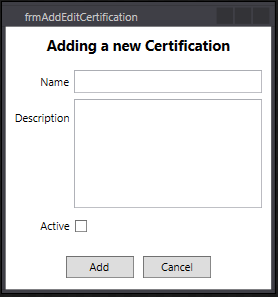 frmAddEditCertification
Adding a new Certification
Name
Description
Active
Add Cancel